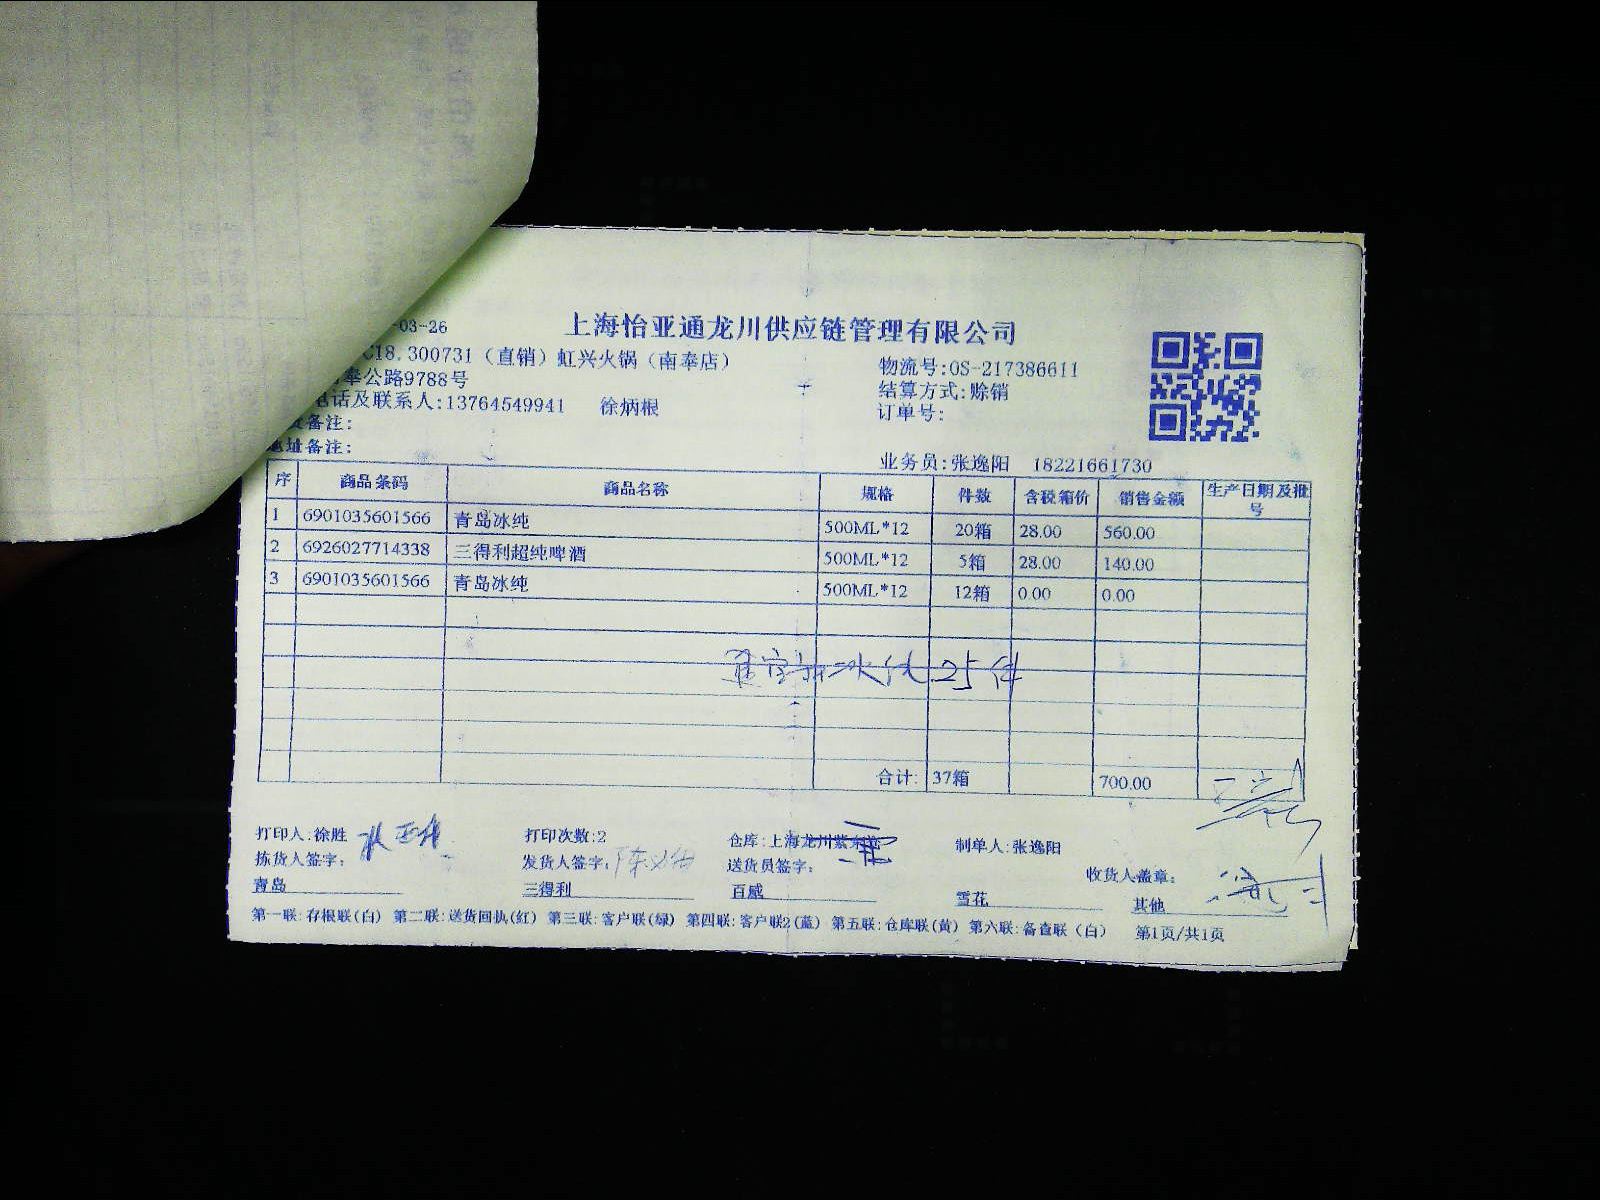 -03-26
上海怡亚通龙川供应链管理有限公司
C18.300731（直销）虹兴火锅（南奉店）
物流号:OS-217386611
奉公路9788号
结算方式:赊销
电话及联系人:13764549941 徐炳根
订单号:
备注:
地址备注:
业务员:张逸阳 18221661730
序 商品条码 商品名称 规格 件数 含税箱价 销售金额 生产日期及批号
1 6901035601566 青岛冰纯 500ML*12 20箱 28.00 560.00
2 6926027714338 三得利超纯啤酒 500ML*12 5箱 28.00 140.00
3 6901035601566 青岛冰纯 500ML*12 12箱 0.00 0.00
25件
合计: 37箱 700.00
打印人:徐胜 打印次数:2 仓库:上海龙川紫东 制单人:张逸阳
拣货人签字: 发货人签字: 送货员签字: 收货人盖章:
青岛 三得利 百威 雪花 其他
第一联:存根联(白) 第二联:送货回执(红) 第三联:客户联(绿) 第四联:客户联2(蓝) 第五联:仓库联(黄) 第六联:备查联（白） 第1页/共1页